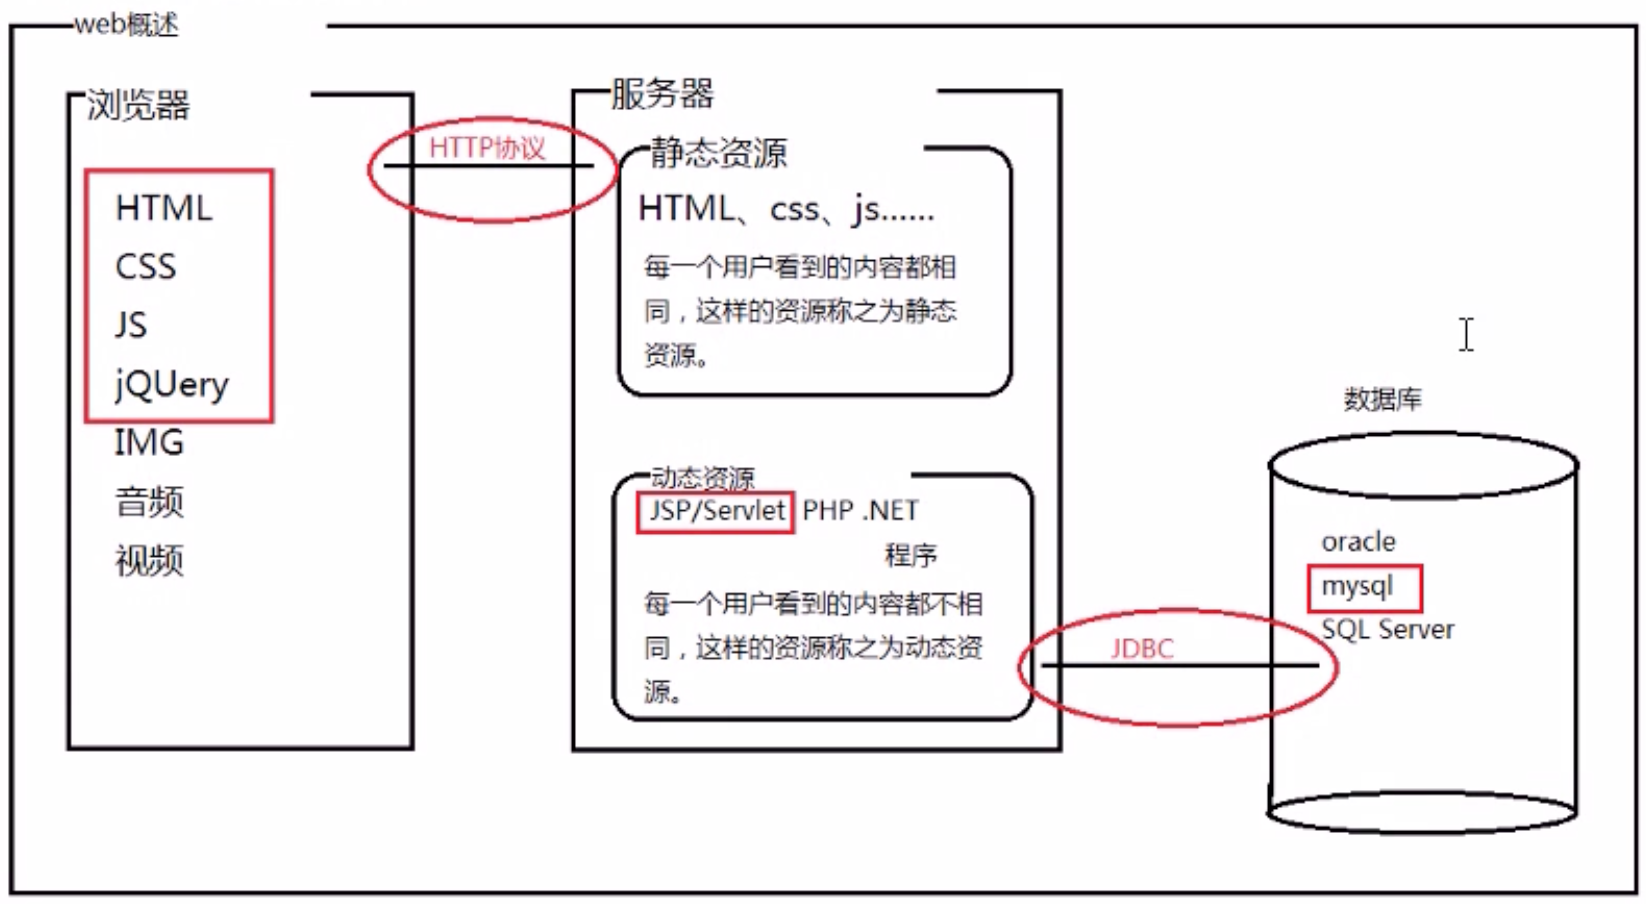 web概述
浏览器
HTML
CSS
JS
jQUery
IMG
音频
视频
HTTP协议
服务器
静态资源
HTML、css、js......
每一个用户看到的内容都相
同，这样的资源称之为静态
资源。
动态资源
JSP/Servlet PHP .NET
程序
每一个用户看到的内容都不相
同，这样的资源称之为动态资
源。
JDBC
数据库
oracle
mysql
SQL Server